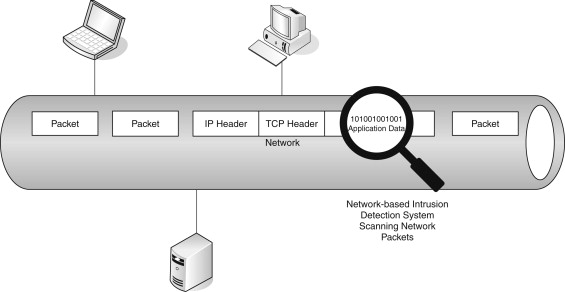 Packet
Packet
IP Header
TCP Header
101001001001
Application Data
Packet
Network
Network-based Intrusion
Detection System
Scanning Network
Packets